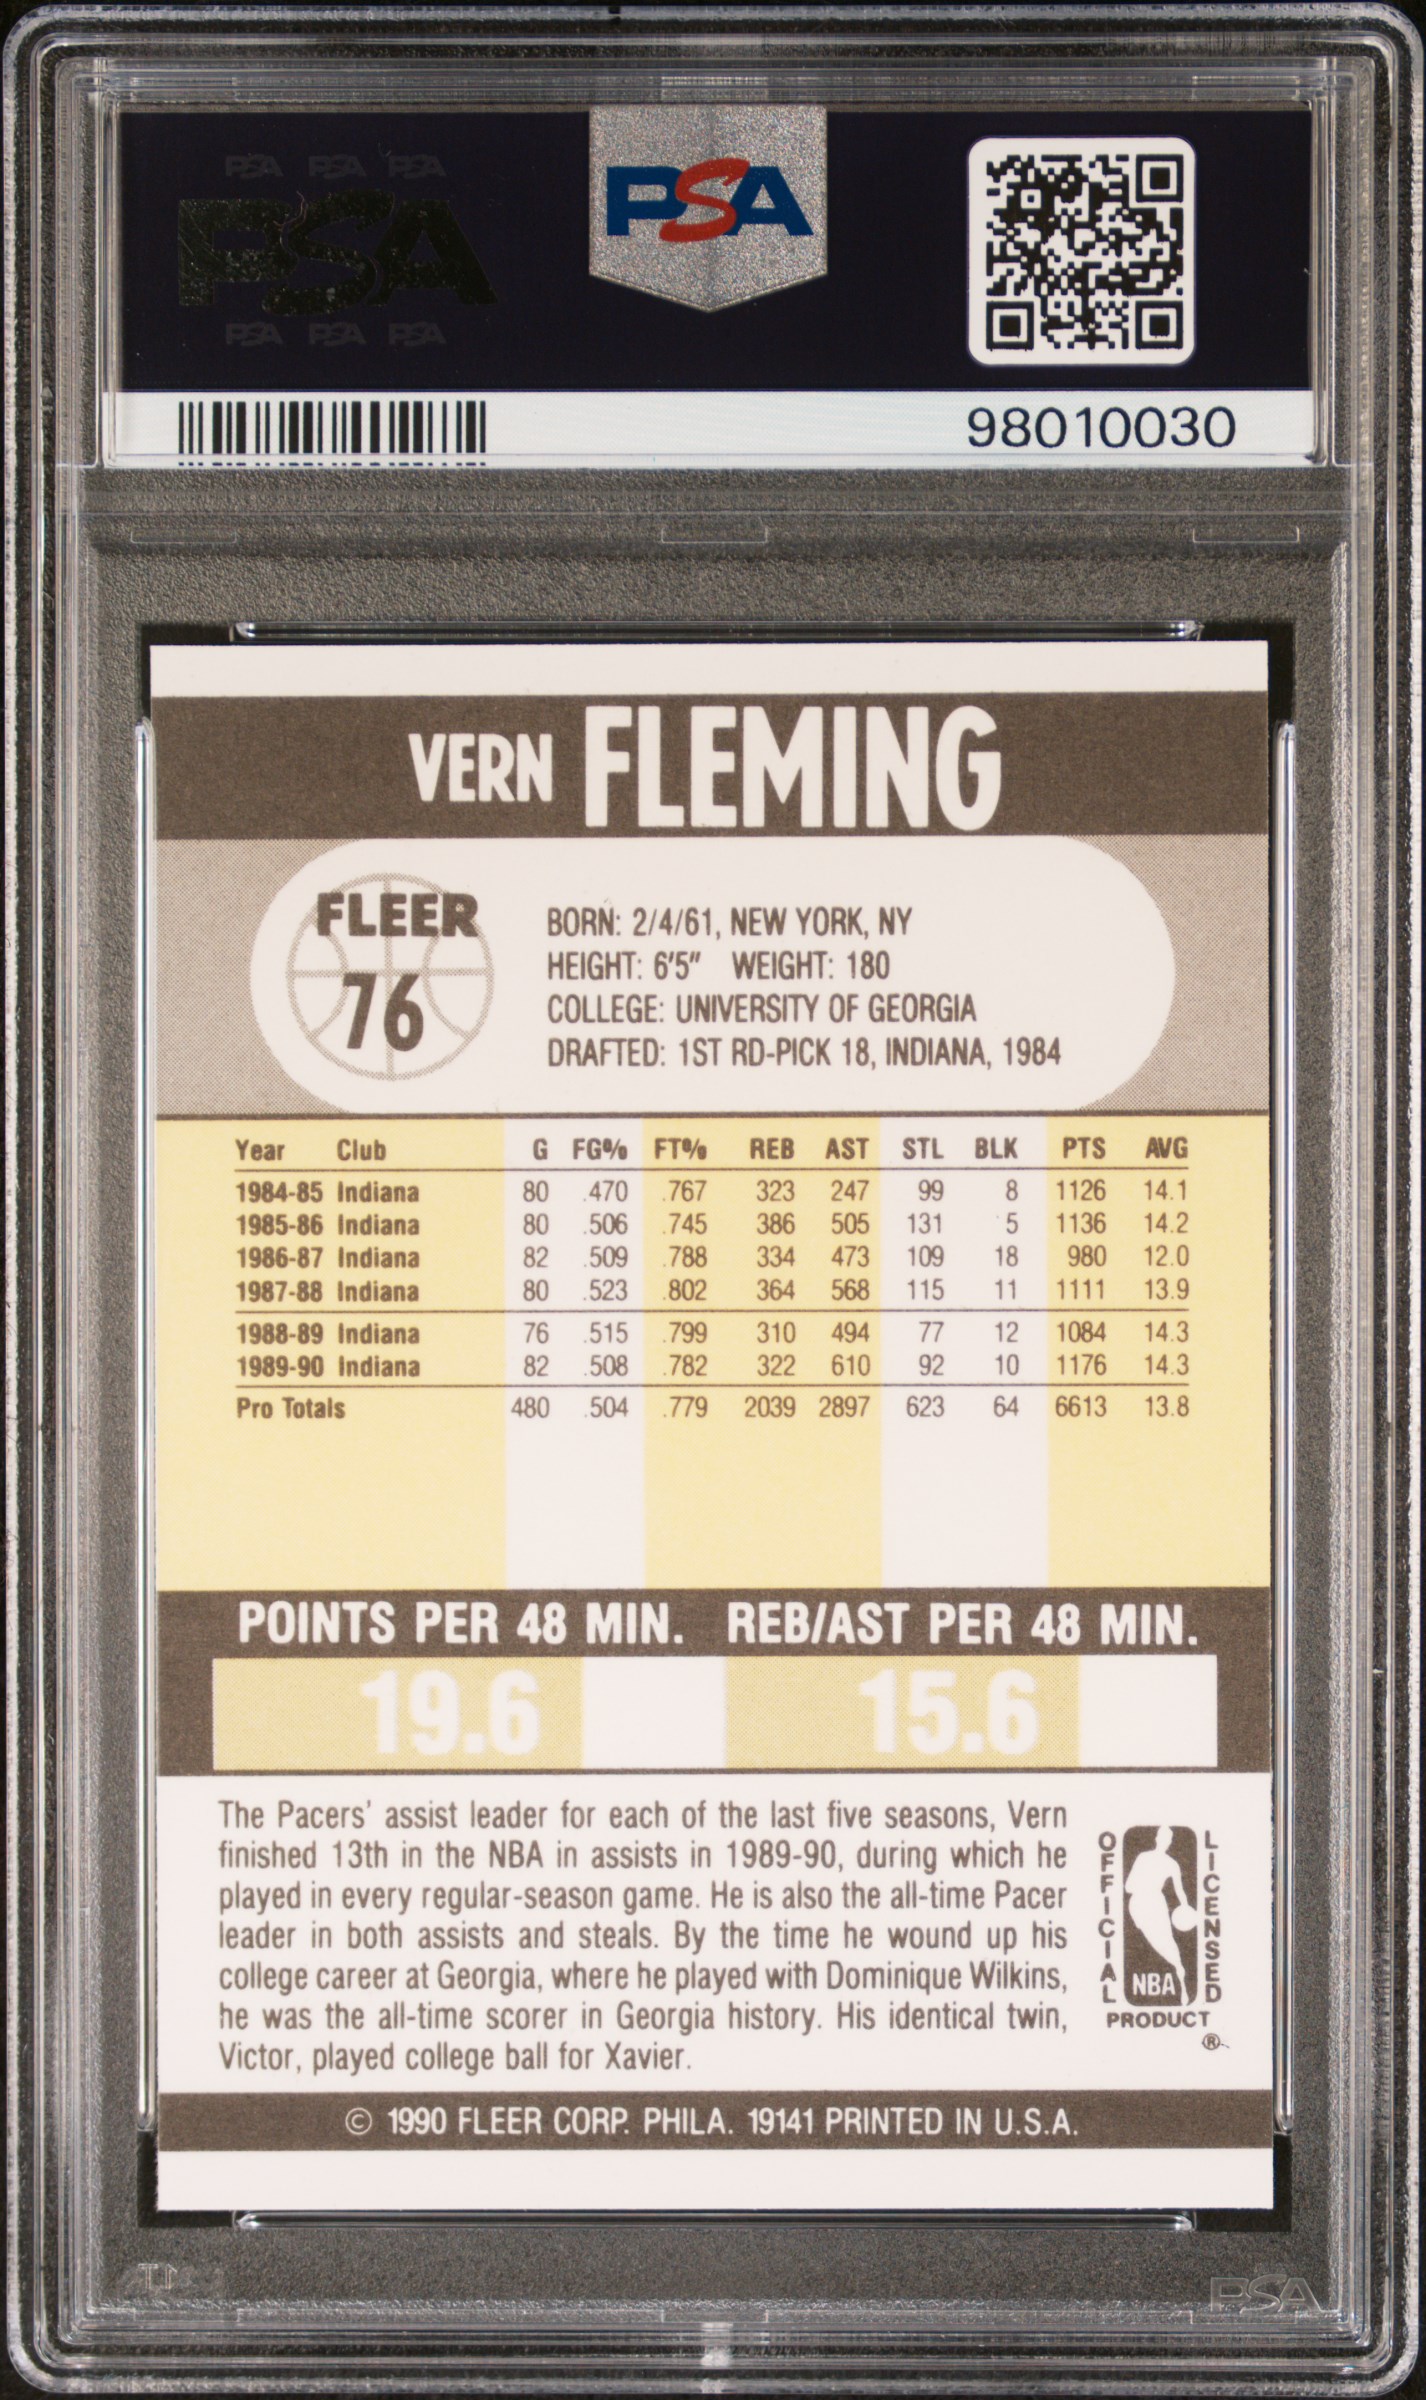 PSA PSA PSA
PSA
PSA PSA PSA
PSA
98010030
VERN FLEMING
FLEER
76
BORN: 2/4/61, NEW YORK, NY
HEIGHT: 6'5" WEIGHT: 180
COLLEGE: UNIVERSITY OF GEORGIA
DRAFTED: 1ST RD-PICK 18, INDIANA, 1984
Year Club G FG% FT% REB AST STL BLK PTS AVG
1984-85 Indiana 80 .470 .767 323 247 99 8 1126 14.1
1985-86 Indiana 80 .506 .745 386 505 131 5 1136 14.2
1986-87 Indiana 82 .509 .788 334 473 109 18 980 12.0
1987-88 Indiana 80 .523 .802 364 568 115 11 1111 13.9
1988-89 Indiana 76 .515 .799 310 494 77 12 1084 14.3
1989-90 Indiana 82 .508 .782 322 610 92 10 1176 14.3
Pro Totals 480 .504 .779 2039 2897 623 64 6613 13.8
POINTS PER 48 MIN. REB/AST PER 48 MIN.
19.6 15.6
The Pacers' assist leader for each of the last five seasons, Vern
finished 13th in the NBA in assists in 1989-90, during which he
played in every regular-season game. He is also the all-time Pacer
leader in both assists and steals. By the time he wound up his
college career at Georgia, where he played with Dominique Wilkins,
he was the all-time scorer in Georgia history. His identical twin,
Victor, played college ball for Xavier.
OFFICIAL
NBA
LICENSED
PRODUCT
®
© 1990 FLEER CORP. PHILA. 19141 PRINTED IN U.S.A.
PSA